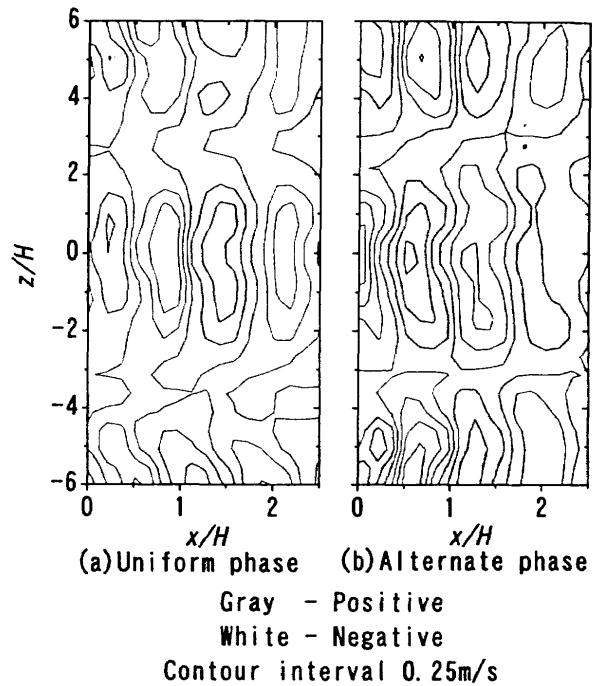 6
4
2
0
-2
-4
-6
z/H
0 1 2
0 1 2
x/H x/H
(a)Uniform phase (b)Alternate phase
Gray - Positive
White - Negative
Contour interval 0.25m/s